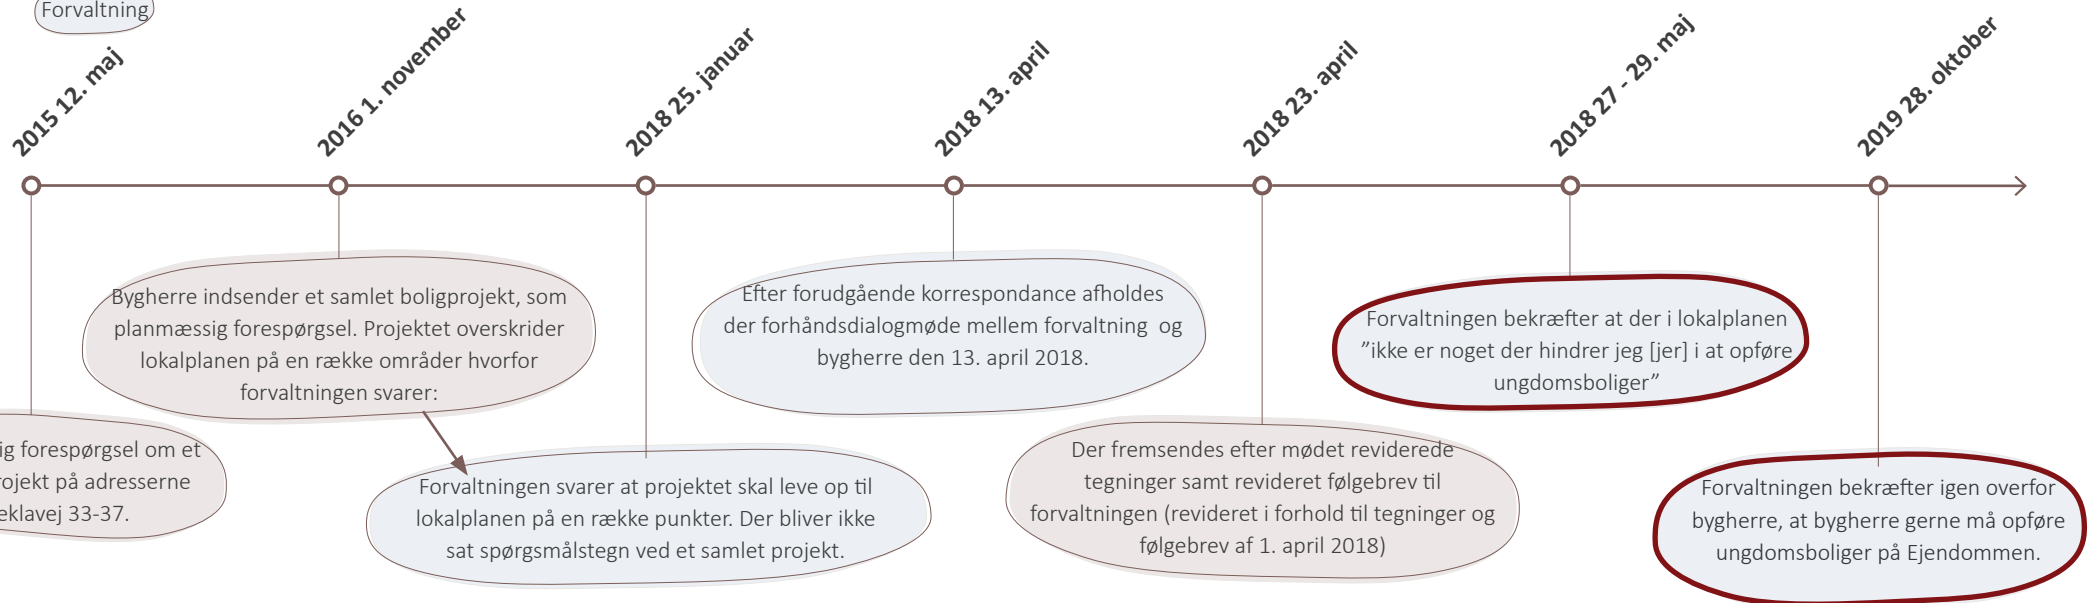 Forvaltning
2015 12. maj
2016 1. november
2018 25. januar
2018 13. april
2018 23. april
2018 27 - 29. maj
2019 28. oktober
ig forespørgsel om et
rojekt på adresserne
eklavej 33-37.
Bygherre indsender et samlet boligprojekt, som
planmæssig forespørgsel. Projektet overskrider
lokalplanen på en række områder hvorfor
forvaltningen svarer:
Forvaltningen svarer at projektet skal leve op til
lokalplanen på en række punkter. Der bliver ikke
sat spørgsmålstegn ved et samlet projekt.
Efter forudgående korrespondance afholdes
der forhåndsdialogmøde mellem forvaltning og
bygherre den 13. april 2018.
Der fremsendes efter mødet reviderede
tegninger samt revideret følgebrev til
forvaltningen (revideret i forhold til tegninger og
følgebrev af 1. april 2018)
Forvaltningen bekræfter at der i lokalplanen
”ikke er noget der hindrer jeg [jer] i at opføre
ungdomsboliger”
Forvaltningen bekræfter igen overfor
bygherre, at bygherre gerne må opføre
ungdomsboliger på Ejendommen.